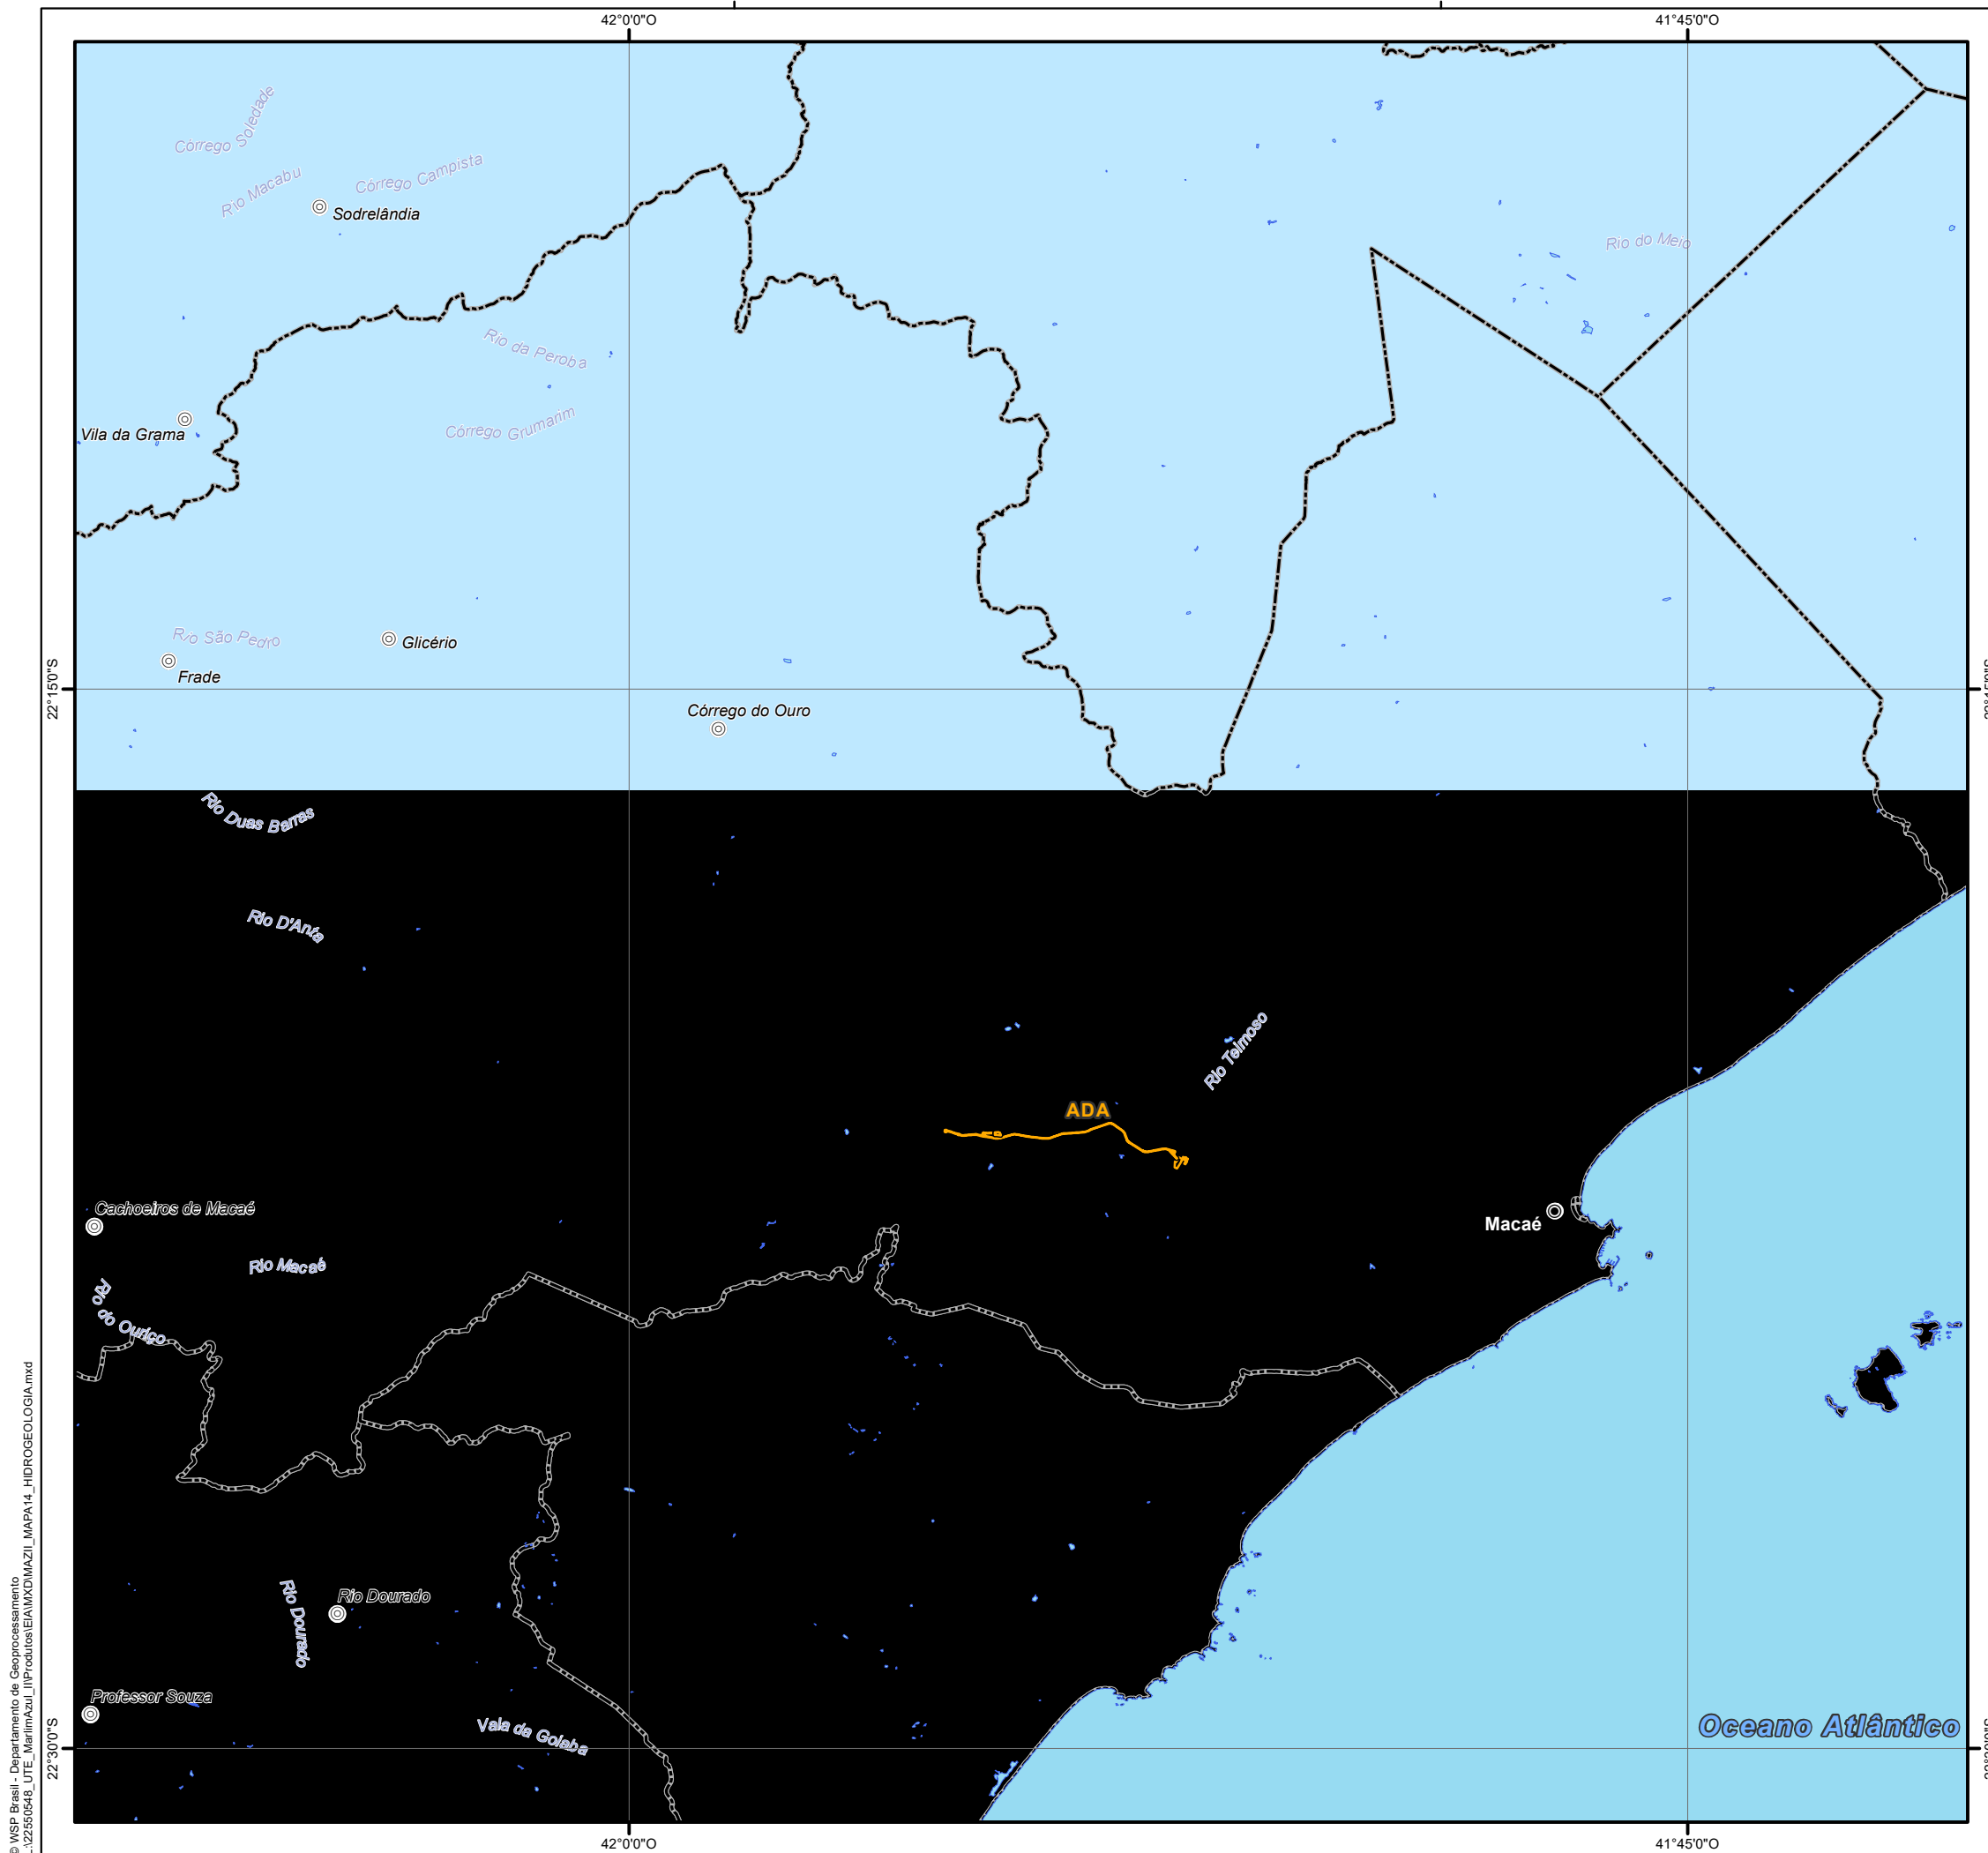 42°0'0"O
41°45'0"O
Córrego Soledade
Rio Macabu
Córrego Campista
Sodrelândia
Rio do Meio
Rio da Peroba
Córrego Grumarim
Vila da Grama
Rio São Pedro
Glicério
Frade
22°15'0"S
Córrego do Ouro
Rio Duas Barras
Rio D'Anta
Rio Teimoso
ADA
Cachoeiros de Macaé
Macaé
Rio Macaé
Rio do Ouriço
Rio Dourado
Rio Dourado
Professor Souza
Vala da Goiaba
Oceano Atlântico
22°30'0"S
42°0'0"O
41°45'0"O
© WSP Brasil - Departamento de Geoprocessamento